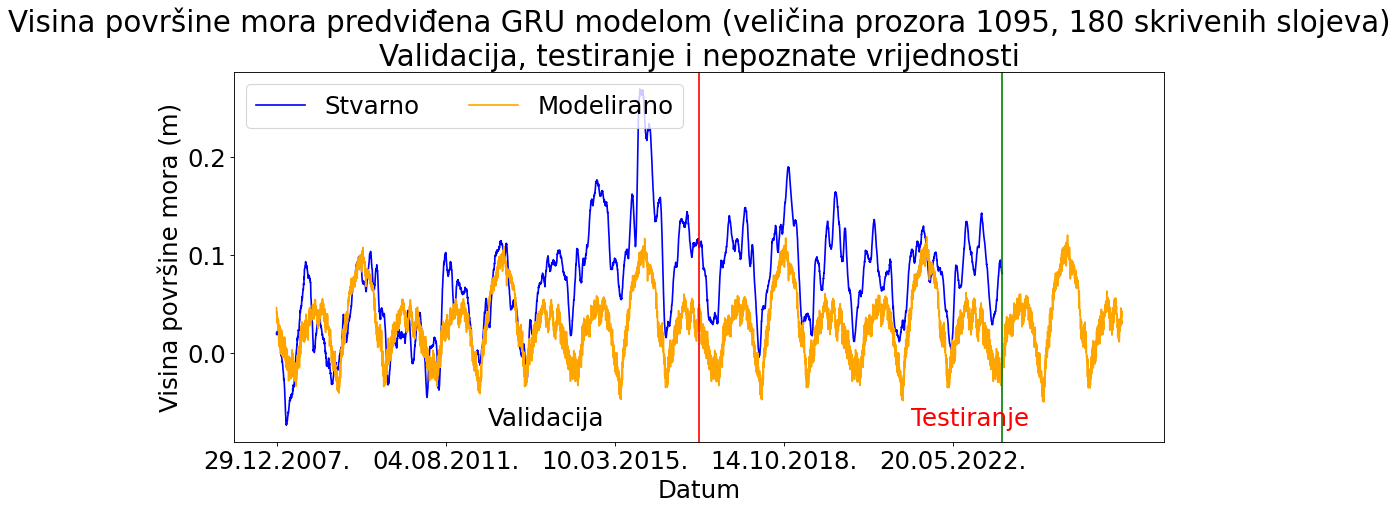 Visina površine mora predviđena GRU modelom (veličina prozora 1095, 180 skrivenih slojeva)
Validacija, testiranje i nepoznate vrijednosti
Stvarno
Modelirano
Visina površine mora (m)
0.2
0.1
0.0
Validacija
Testiranje
29.12.2007.
04.08.2011.
10.03.2015.
14.10.2018.
20.05.2022.
Datum